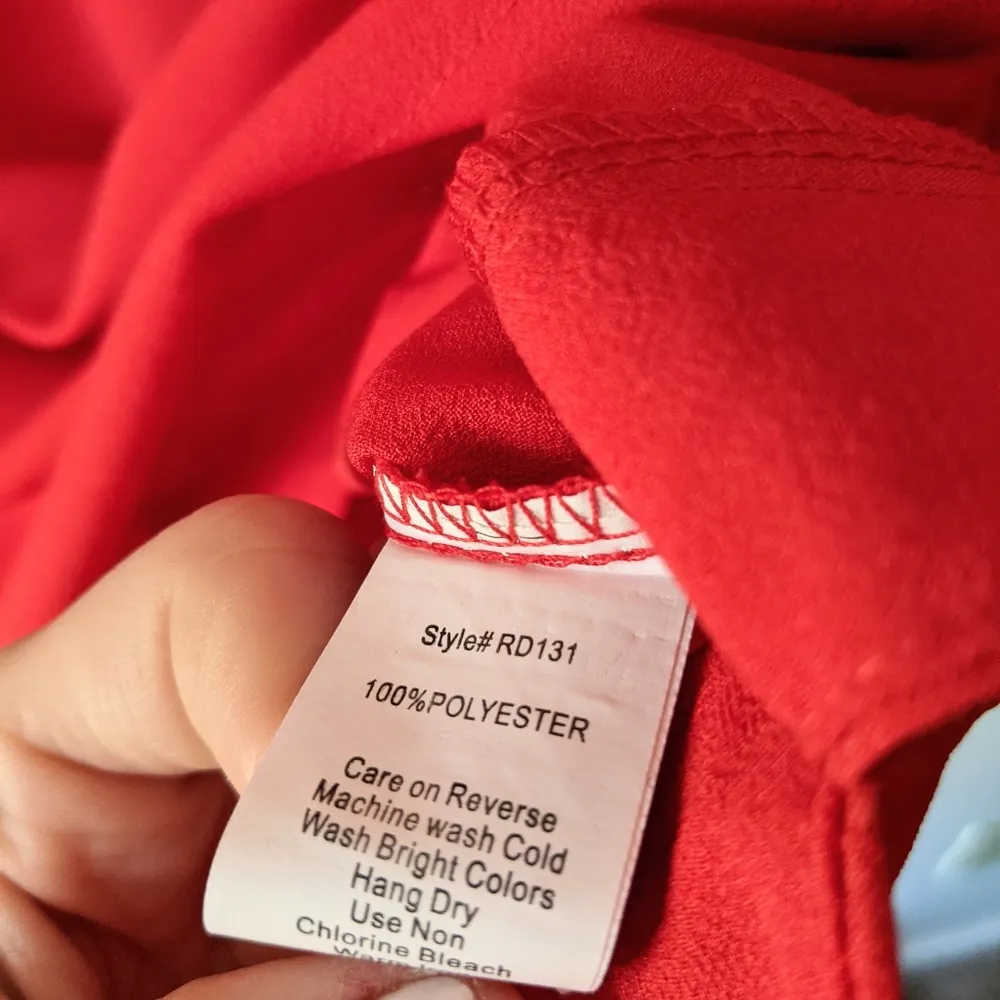 Style# RD131
100%POLYESTER
Care on Reverse
Machine wash Cold
Wash Bright Colors
Hang Dry
Use Non
Chlorine Bleach